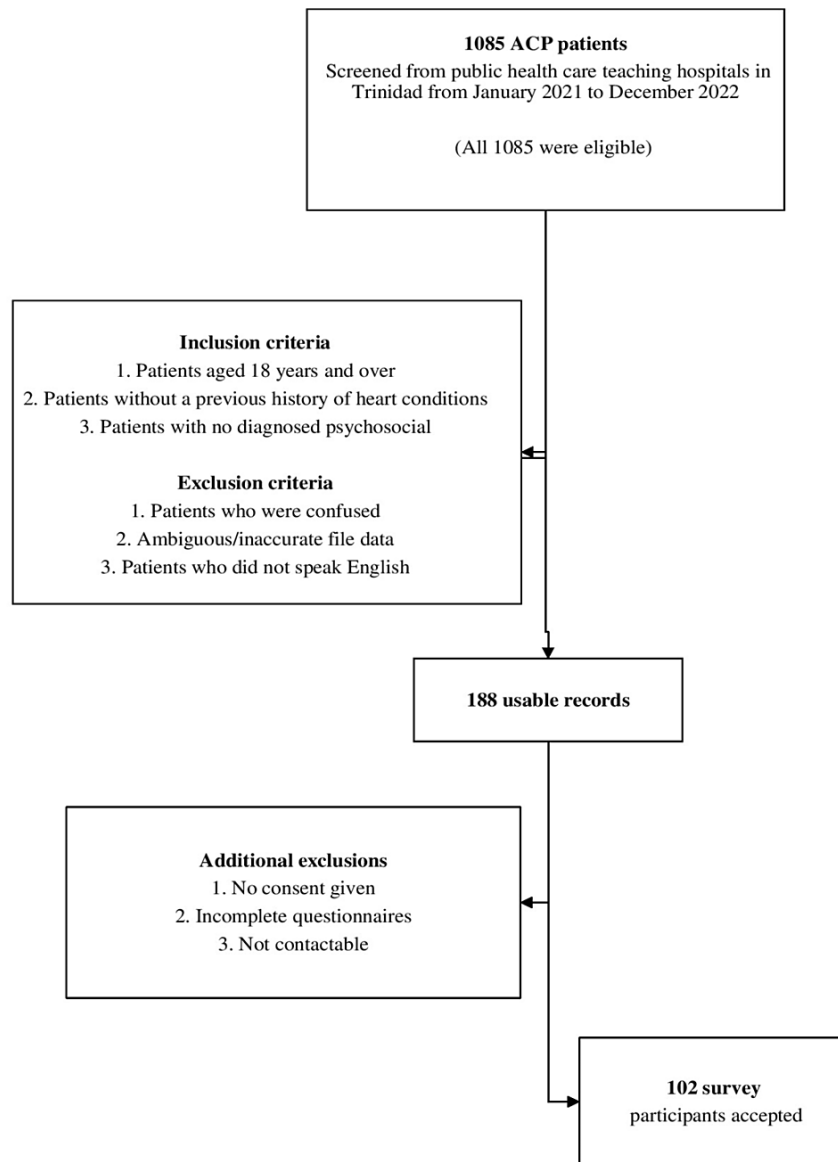 1085 ACP patients
Screened from public health care teaching hospitals in
Trinidad from January 2021 to December 2022
(All 1085 were eligible)
Inclusion criteria
1. Patients aged 18 years and over
2. Patients without a previous history of heart conditions
3. Patients with no diagnosed psychosocial
Exclusion criteria
1. Patients who were confused
2. Ambiguous/inaccurate file data
3. Patients who did not speak English
188 usable records
Additional exclusions
1. No consent given
2. Incomplete questionnaires
3. Not contactable
102 survey
participants accepted